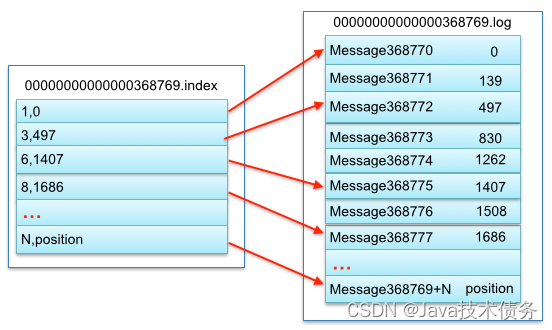 00000000000000368769.index
1,0
3,497
6,1407
8,1686
...
N,position
00000000000000368769.log
Message368770 0
Message368771 139
Message368772 497
Message368773 830
Message368774 1262
Message368775 1407
Message368776 1508
Message368777 1686
...
Message368769+N position
CSDN @Java技术债务